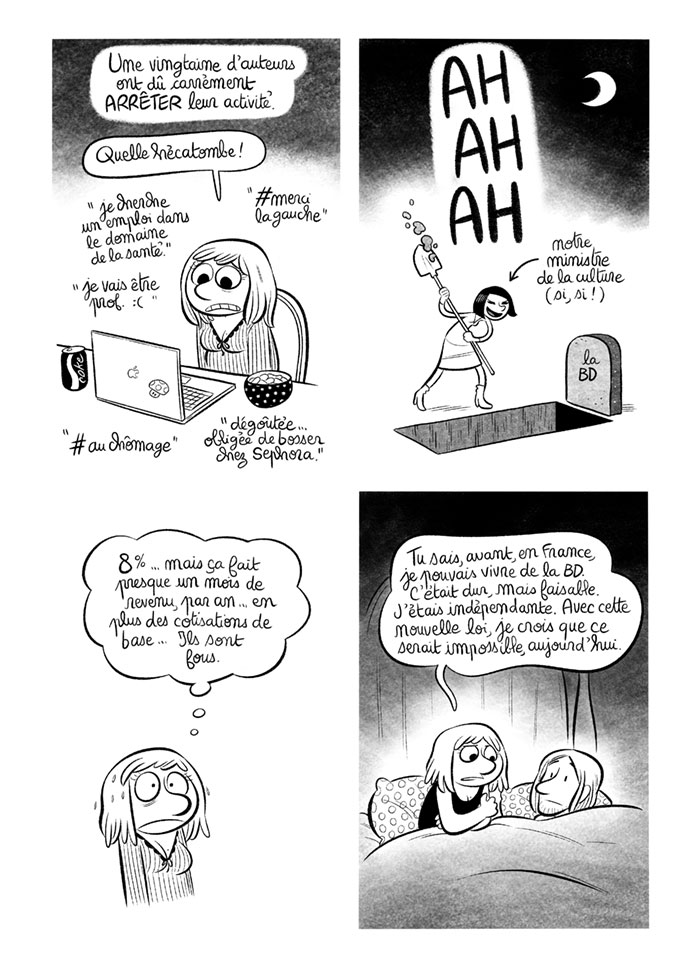 Une vingtaine d'auteurs
ont dû carrément
ARRÊTER leur activité.
Quelle hécatombe !
"je cherche
un emploi dans
le domaine
de la santé."
"#merci
la gauche"
"je vais être
prof. :("
coke
"#au chômage"
"dégoûtée...
obligée de bosser
chez Sephora."
AH
AH
AH
notre
ministre
de la culture
(si, si !)
la
BD
8% ... mais ça fait
presque un mois de
revenu, par an ... en
plus des cotisations de
base ... Ils sont
fous.
Tu sais, avant, en France,
je pouvais vivre de la BD.
C'était dur, mais faisable.
J'étais indépendante. Avec cette
nouvelle loi, je crois que ce
serait impossible, aujourd'hui.